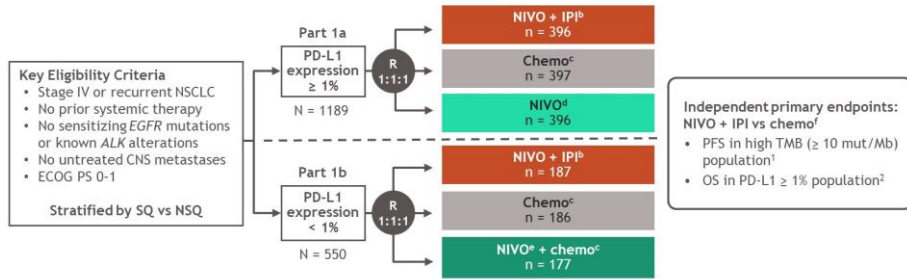 Key Eligibility Criteria
• Stage IV or recurrent NSCLC
• No prior systemic therapy
• No sensitizing EGFR mutations
or known ALK alterations
• No untreated CNS metastases
• ECOG PS 0-1
Stratified by SQ vs NSQ
Part 1a
PD-L1
expression
≥ 1%
N = 1189
R
1:1:1
NIVO + IPIᵇ
n = 396
Chemoᶜ
n = 397
NIVOᵈ
n = 396
Part 1b
PD-L1
expression
< 1%
N = 550
R
1:1:1
NIVO + IPIᵇ
n = 187
Chemoᶜ
n = 186
NIVOᵉ + chemoᶜ
n = 177
Independent primary endpoints:
NIVO + IPI vs chemoᶠ
• PFS in high TMB (≥ 10 mut/Mb)
population¹
• OS in PD-L1 ≥ 1% population²